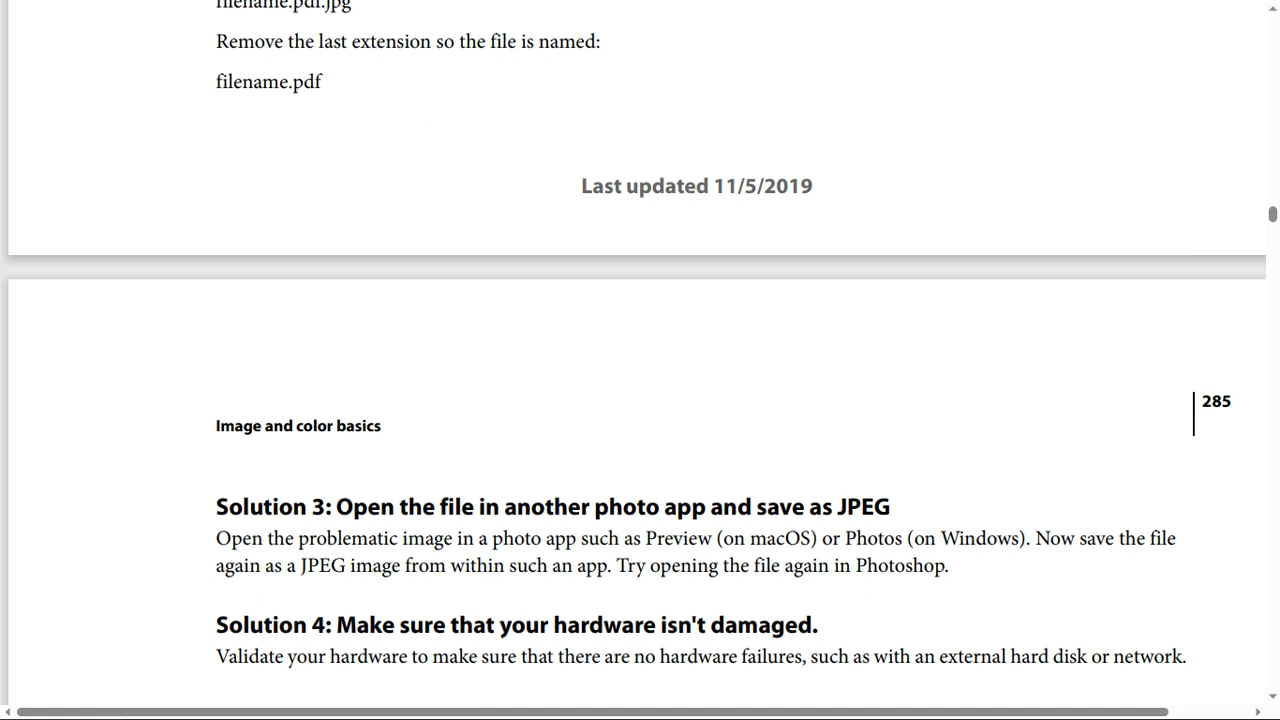 filename.pdf.jpg
Remove the last extension so the file is named:
filename.pdf
Last updated 11/5/2019
285
Image and color basics
Solution 3: Open the file in another photo app and save as JPEG
Open the problematic image in a photo app such as Preview (on macOS) or Photos (on Windows). Now save the file
again as a JPEG image from within such an app. Try opening the file again in Photoshop.
Solution 4: Make sure that your hardware isn't damaged.
Validate your hardware to make sure that there are no hardware failures, such as with an external hard disk or network.